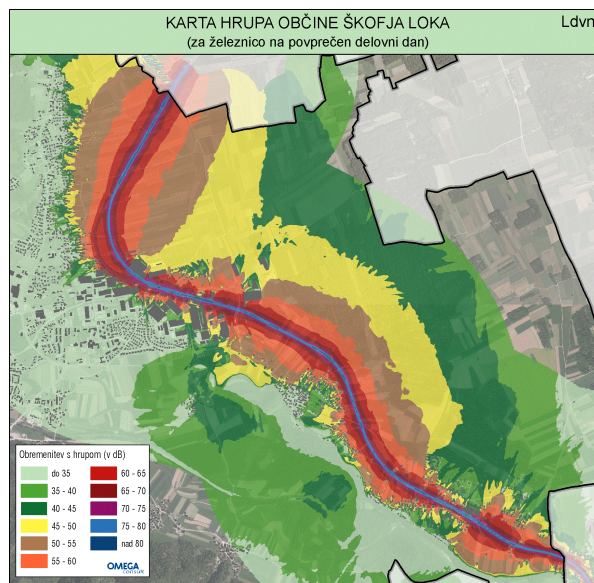 KARTA HRUPA OBČINE ŠKOFJA LOKA
Ldvn
(za železnico na povprečen delovni dan)
Obremenitev s hrupom (v dB)
do 35
35 - 40
40 - 45
45 - 50
50 - 55
55 - 60
60 - 65
65 - 70
70 - 75
75 - 80
nad 80
OMEGA